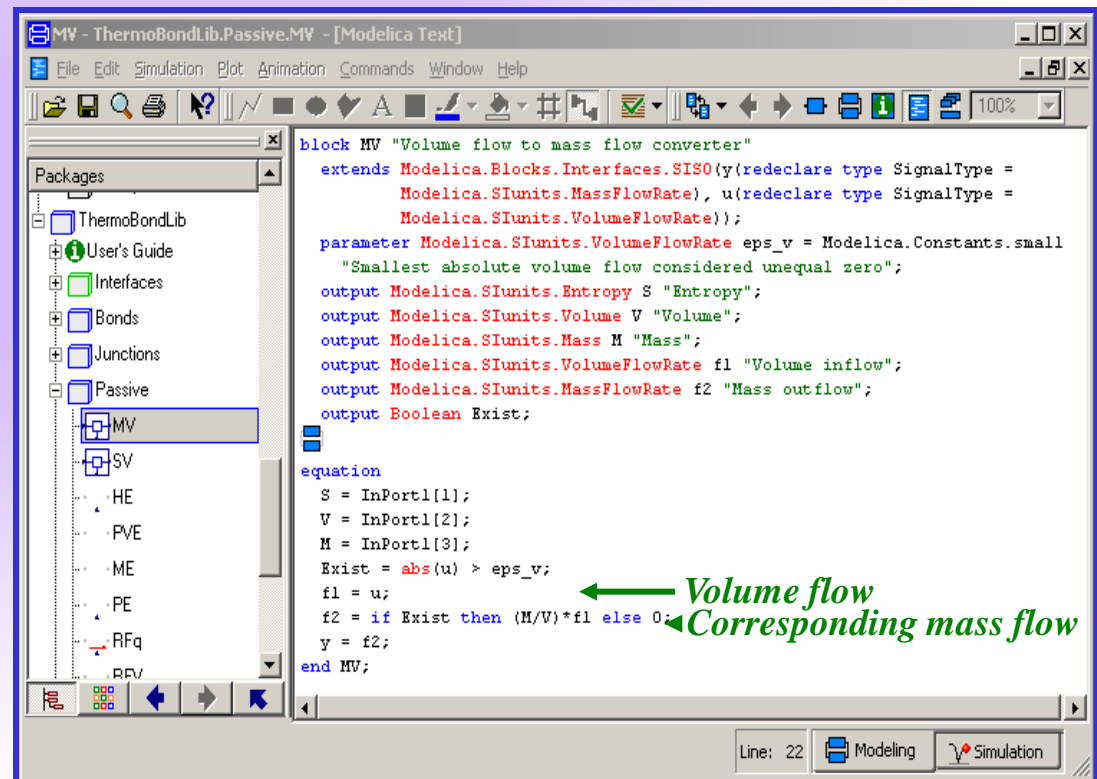 MV - ThermoBondLib.Passive.MV - [Modelica Text]
File Edit Simulation Plot Animation Commands Window Help
100%
Packages
ThermoBondLib
User's Guide
Interfaces
Bonds
Junctions
Passive
MV
SV
HE
PVE
ME
PE
RFq
block MV "Volume flow to mass flow converter"
extends Modelica.Blocks.Interfaces.SISO(y(redeclare type SignalType =
Modelica.SIunits.MassFlowRate), u(redeclare type SignalType =
Modelica.SIunits.VolumeFlowRate));
parameter Modelica.SIunits.VolumeFlowRate eps_v = Modelica.Constants.small
"Smallest absolute volume flow considered unequal zero";
output Modelica.SIunits.Entropy S "Entropy";
output Modelica.SIunits.Volume V "Volume";
output Modelica.SIunits.Mass M "Mass";
output Modelica.SIunits.VolumeFlowRate f1 "Volume inflow";
output Modelica.SIunits.MassFlowRate f2 "Mass outflow";
output Boolean Exist;
equation
S = InPort1[1];
V = InPort1[2];
M = InPort1[3];
Exist = abs(u) > eps_v;
f1 = u;
Volume flow
f2 = if Exist then (M/V)*f1 else 0;
Corresponding mass flow
y = f2;
end MV;
Line: 22 Modeling Simulation